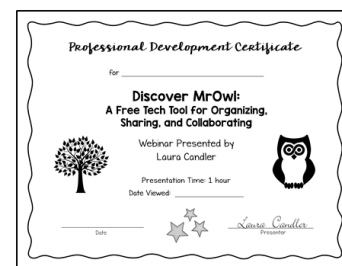 Professional Development Certificate
for
Discover MrOwl:
A Free Tech Tool for Organizing,
Sharing, and Collaborating
Webinar Presented by
Laura Candler
Presentation Time: 1 hour
Date Viewed:
Laura Candler
Date
Presenter